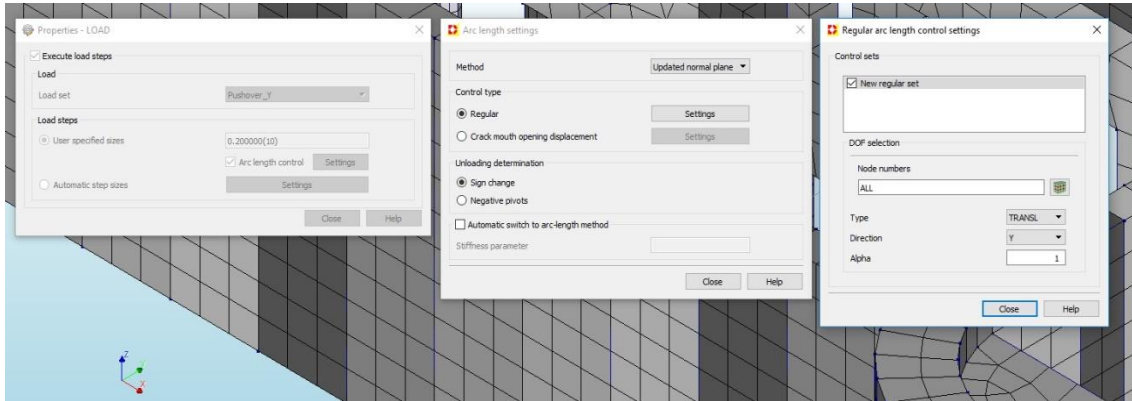 Properties - LOAD
Execute load steps
Load
Load set Pushover_Y
Load steps
User specified sizes 0.200000(10)
Arc length control Settings
Automatic step sizes Settings
Close Help
Arc length settings
Method Updated normal plane
Control type
Regular Settings
Crack mouth opening displacement Settings
Unloading determination
Sign change
Negative pivots
Automatic switch to arc-length method
Stiffness parameter
Close Help
Regular arc length control settings
Control sets
New regular set
DOF selection
Node numbers
ALL
Type TRANSL
Direction Y
Alpha 1
Close Help
Z
Y
X